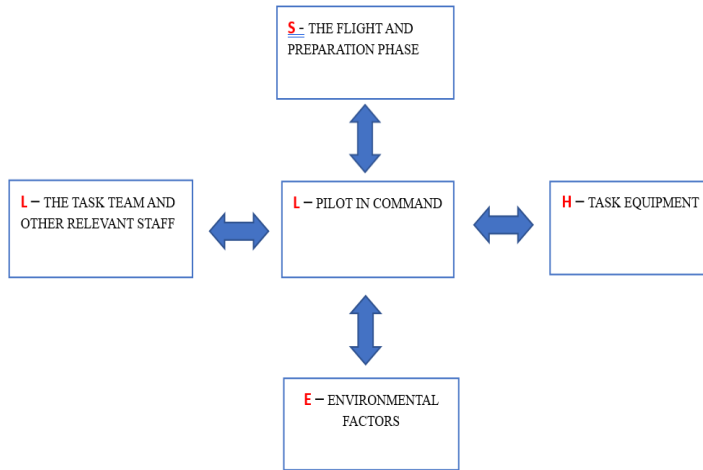 S - THE FLIGHT AND
PREPARATION PHASE
L – THE TASK TEAM AND
OTHER RELEVANT STAFF
L – PILOT IN COMMAND
H – TASK EQUIPMENT
E – ENVIRONMENTAL
FACTORS